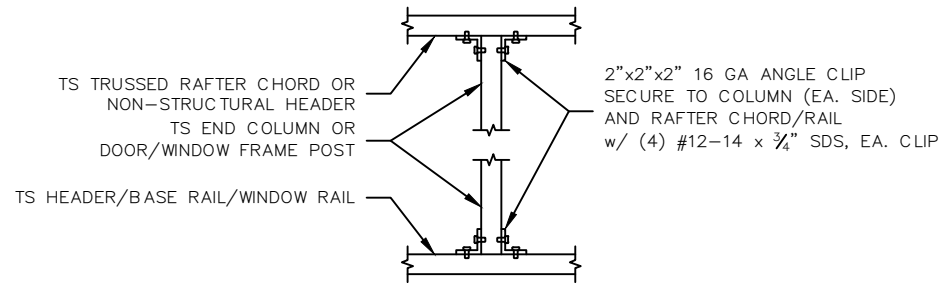 TS TRUSSED RAFTER CHORD OR
NON-STRUCTURAL HEADER
TS END COLUMN OR
DOOR/WINDOW FRAME POST
TS HEADER/BASE RAIL/WINDOW RAIL
2"x2"x2" 16 GA ANGLE CLIP
SECURE TO COLUMN (EA. SIDE)
AND RAFTER CHORD/RAIL
w/ (4) #12-14 x ¾" SDS, EA. CLIP